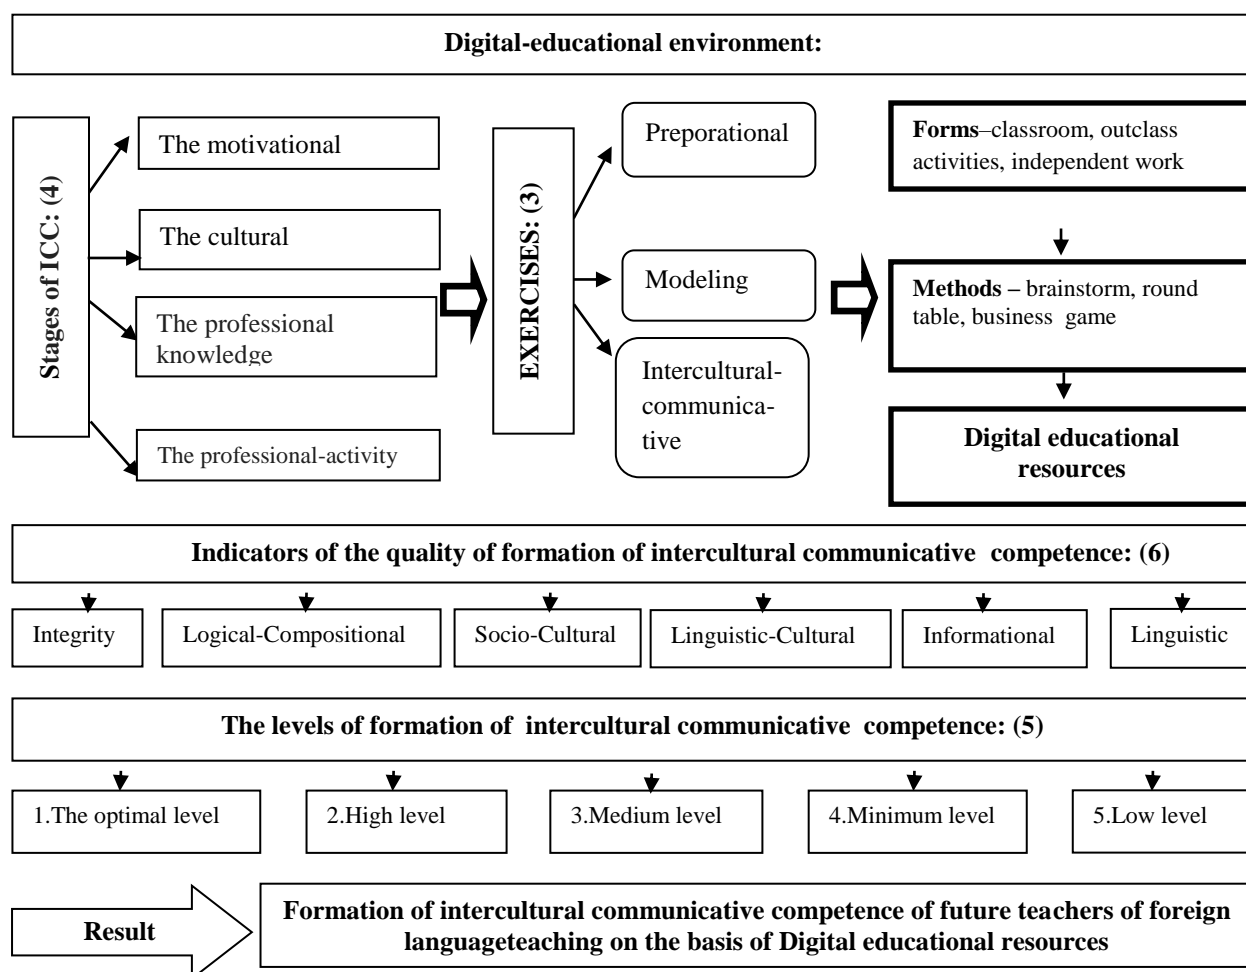 Digital-educational environment:
Stages of ICC: (4)
The motivational
The cultural
The professional
knowledge
The professional-activity
EXERCISES: (3)
Preporational
Modeling
Intercultural-
communica-
tive
Forms–classroom, outclass
activities, independent work
Methods – brainstorm, round
table, business game
Digital educational
resources
Indicators of the quality of formation of intercultural communicative competence: (6)
Integrity
Logical-Compositional
Socio-Cultural
Linguistic-Cultural
Informational
Linguistic
The levels of formation of intercultural communicative competence: (5)
1.The optimal level
2.High level
3.Medium level
4.Minimum level
5.Low level
Result
Formation of intercultural communicative competence of future teachers of foreign
languageteaching on the basis of Digital educational resources